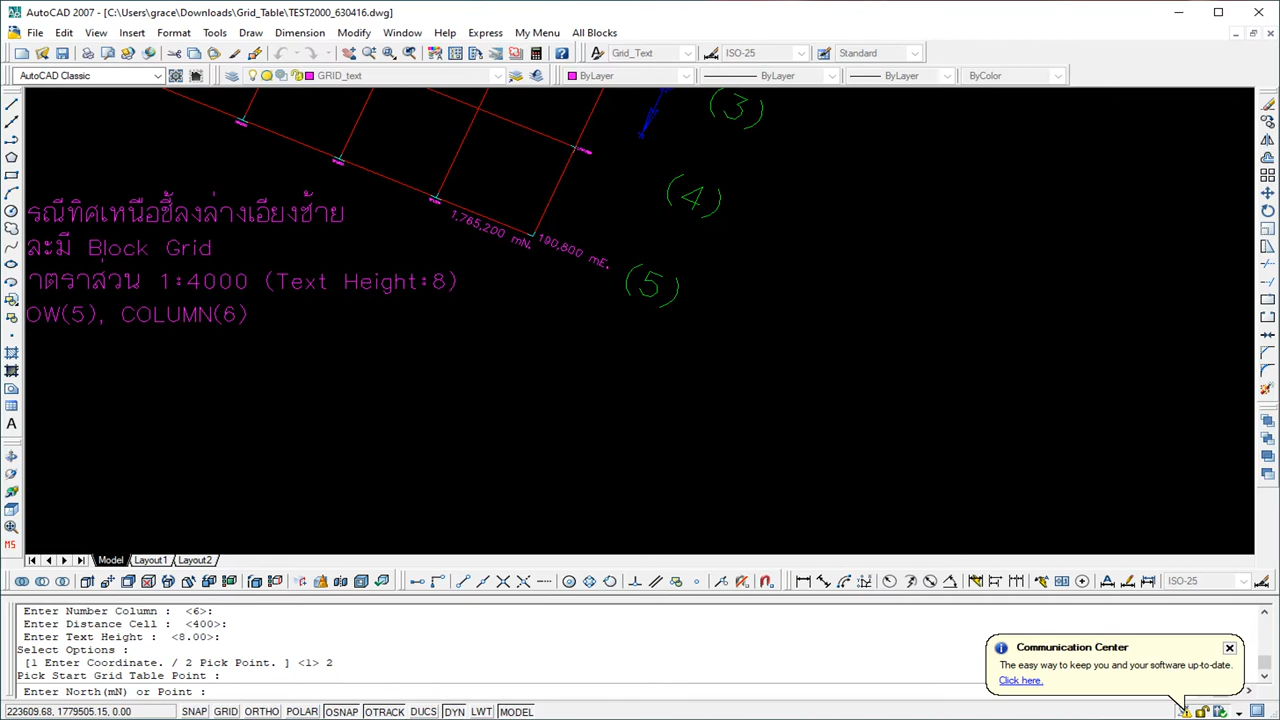 AutoCAD 2007 - [C:\Users\grace\Downloads\Grid_Table\TEST2000_630416.dwg]
File Edit View Insert Format Tools Draw Dimension Modify Window Help Express My Menu All Blocks
Grid_Text ISO-25 Standard
AutoCAD Classic GRID_text ByLayer ByLayer ByLayer ByColor
(3)
(4)
รณีทิศเหนือชี้ลงล่างเอียงซ้าย
1,765,200 mN. 190,800 mE.
ละมี Block Grid
าตราส่วน 1:4000 (Text Height:8)
(5)
OW(5), COLUMN(6)
Model Layout1 Layout2
MS
ISO-25
Enter Number Column : <6>:
Enter Distance Cell : <400>:
Enter Text Height : <8.00>:
Select Options :
[1 Enter Coordinate. / 2 Pick Point. ] <1> 2
Pick Start Grid Table Point :
Enter North(mN) or Point :
Communication Center
The easy way to keep you and your software up-to-date.
Click here.
223609.68, 1779505.15, 0.00 SNAP GRID ORTHO POLAR OSNAP OTRACK DUCS DYN LWT MODEL